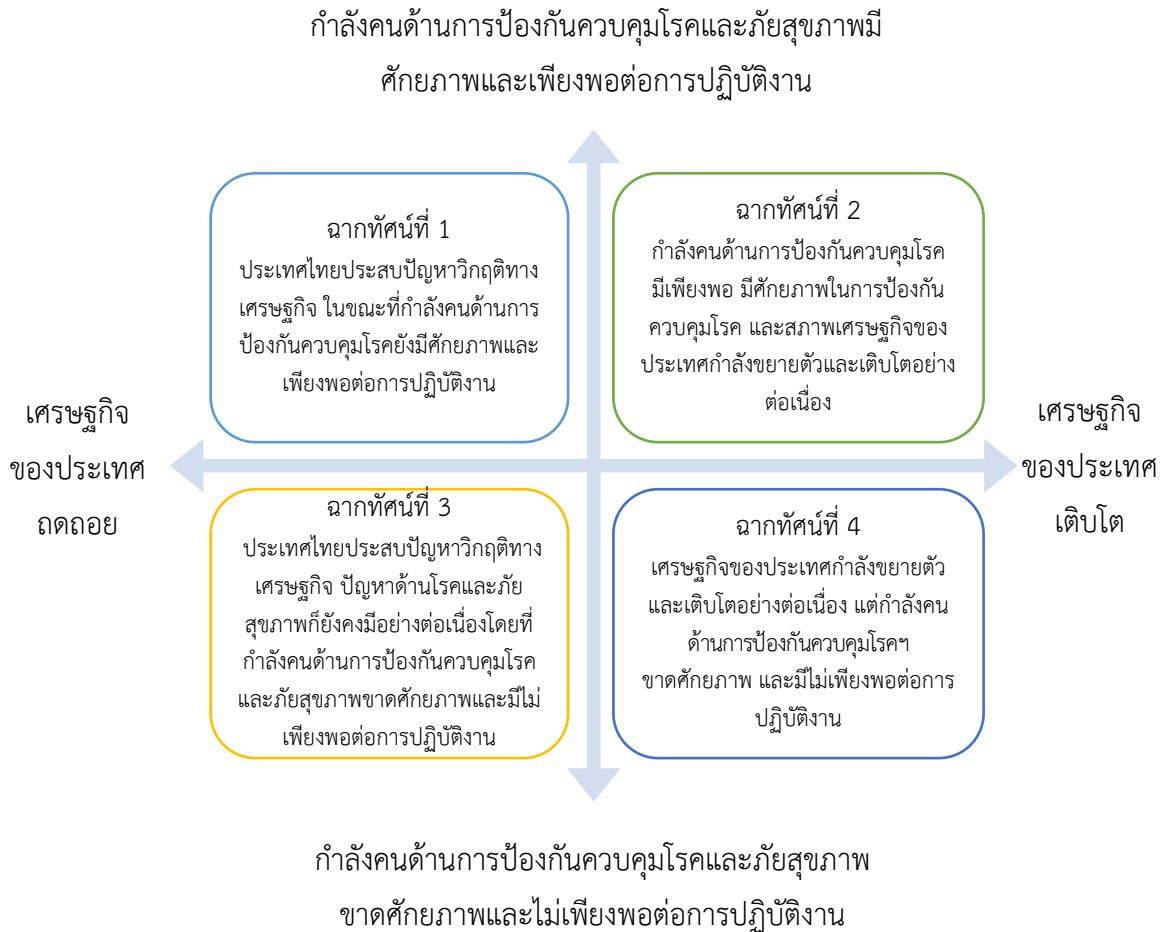 กำลังคนด้านการป้องกันควบคุมโรคและภัยสุขภาพมี
ศักยภาพและเพียงพอต่อการปฏิบัติงาน
ฉากทัศน์ที่ 1
ประเทศไทยประสบปัญหาวิกฤติทาง
เศรษฐกิจ ในขณะที่กำลังคนด้านการ
ป้องกันควบคุมโรคยังมีศักยภาพและ
เพียงพอต่อการปฏิบัติงาน
ฉากทัศน์ที่ 2
กำลังคนด้านการป้องกันควบคุมโรค
มีเพียงพอ มีศักยภาพในการป้องกัน
ควบคุมโรค และสภาพเศรษฐกิจของ
ประเทศกำลังขยายตัวและเติบโตอย่าง
ต่อเนื่อง
เศรษฐกิจ
ของประเทศ
ถดถอย
เศรษฐกิจ
ของประเทศ
เติบโต
ฉากทัศน์ที่ 3
ประเทศไทยประสบปัญหาวิกฤติทาง
เศรษฐกิจ ปัญหาด้านโรคและภัย
สุขภาพก็ยังคงมีอย่างต่อเนื่องโดยที่
กำลังคนด้านการป้องกันควบคุมโรค
และภัยสุขภาพขาดศักยภาพและมีไม่
เพียงพอต่อการปฏิบัติงาน
ฉากทัศน์ที่ 4
เศรษฐกิจของประเทศกำลังขยายตัว
และเติบโตอย่างต่อเนื่อง แต่กำลังคน
ด้านการป้องกันควบคุมโรคฯ
ขาดศักยภาพ และมีไม่เพียงพอต่อการ
ปฏิบัติงาน
กำลังคนด้านการป้องกันควบคุมโรคและภัยสุขภาพ
ขาดศักยภาพและไม่เพียงพอต่อการปฏิบัติงาน